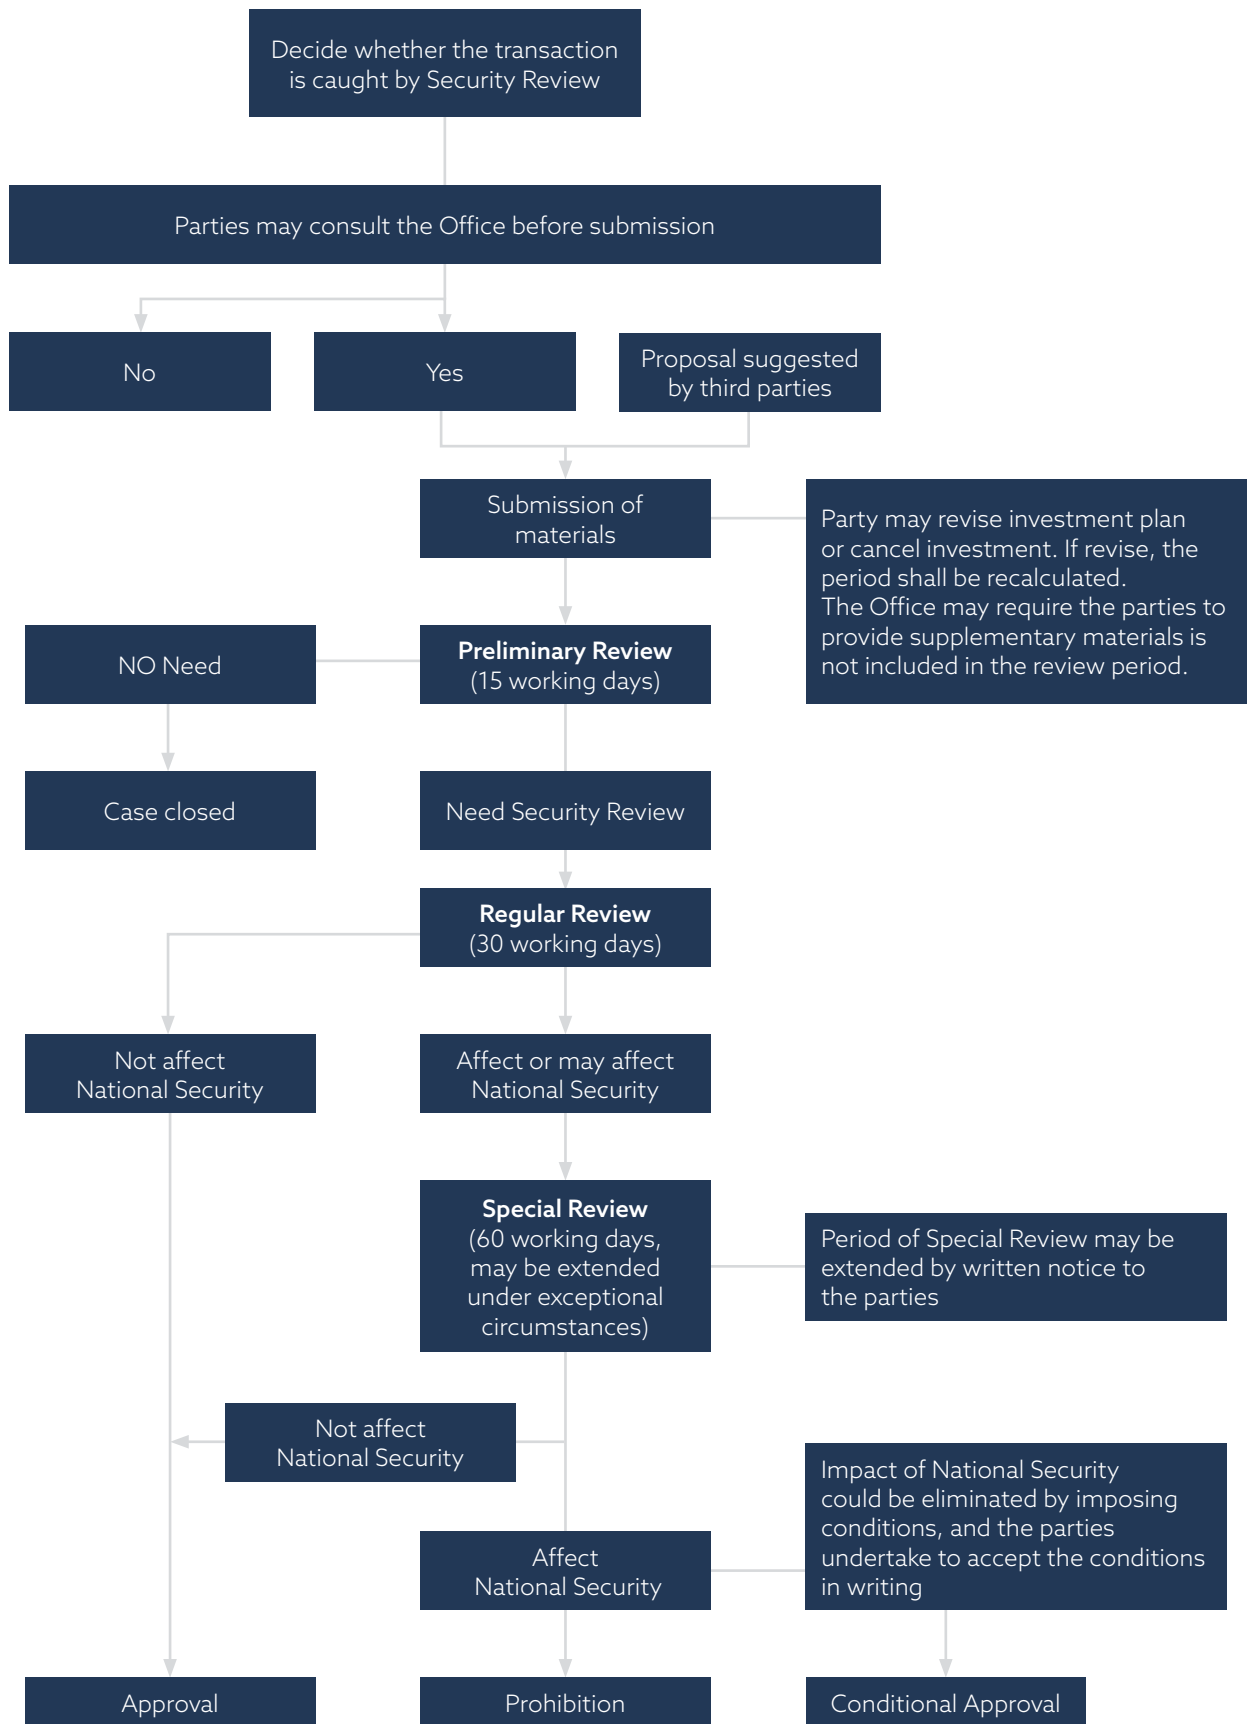 Decide whether the transaction
is caught by Security Review
Parties may consult the Office before submission
No
Yes
Proposal suggested
by third parties
Submission of
materials
Party may revise investment plan
or cancel investment. If revise, the
period shall be recalculated.
The Office may require the parties to
provide supplementary materials is
not included in the review period.
NO Need
Preliminary Review
(15 working days)
Case closed
Need Security Review
Regular Review
(30 working days)
Not affect
National Security
Affect or may affect
National Security
Special Review
(60 working days,
may be extended
under exceptional
circumstances)
Period of Special Review may be
extended by written notice to
the parties
Not affect
National Security
Impact of National Security
could be eliminated by imposing
conditions, and the parties
undertake to accept the conditions
in writing
Affect
National Security
Approval
Prohibition
Conditional Approval